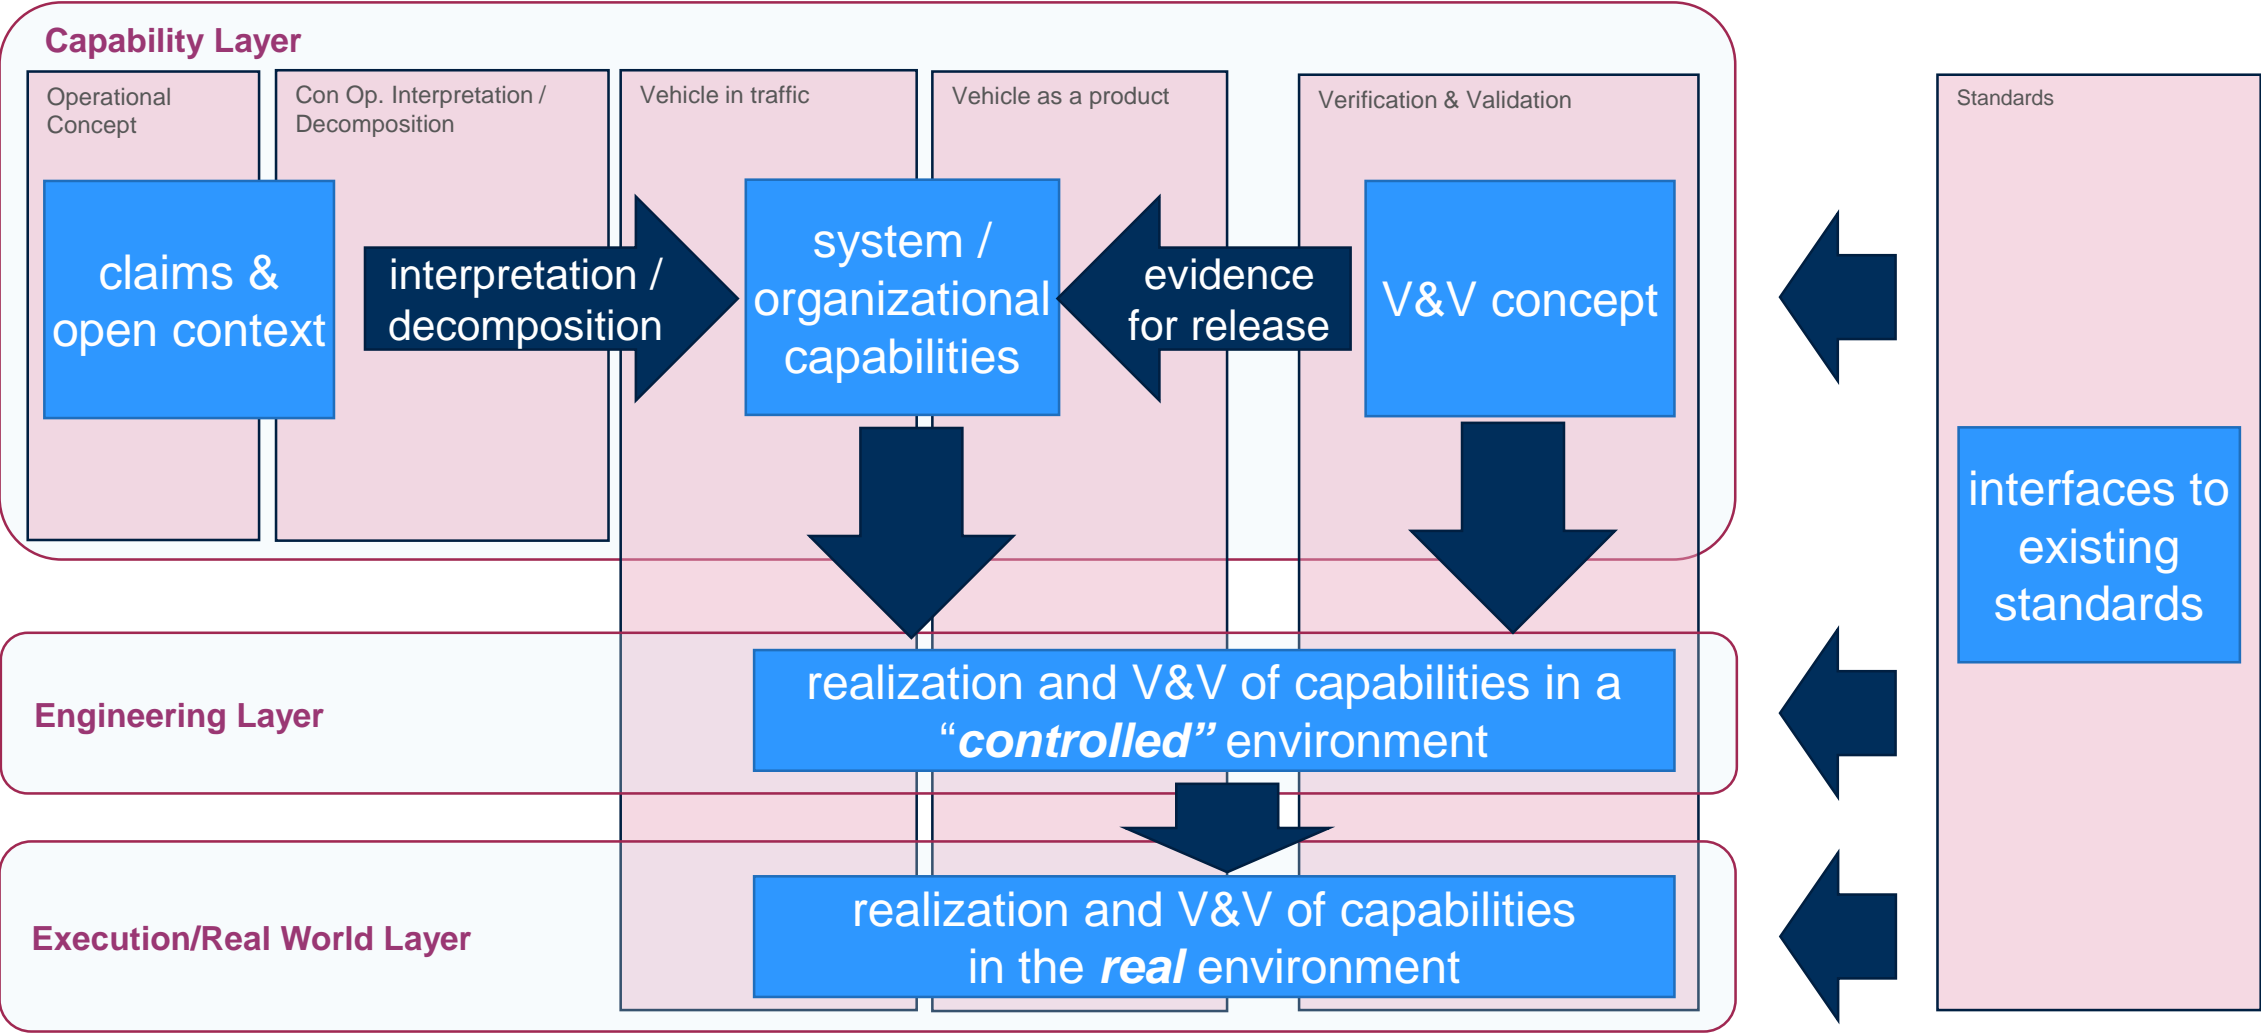 Capability Layer
Operational
Concept
Con Op. Interpretation /
Decomposition
Vehicle in traffic
Vehicle as a product
Verification & Validation
Standards
claims &
open context
interpretation /
decomposition
system /
organizational
capabilities
evidence
for release
V&V concept
interfaces to
existing
standards
Engineering Layer
realization and V&V of capabilities in a
“controlled” environment
Execution/Real World Layer
realization and V&V of capabilities
in the real environment